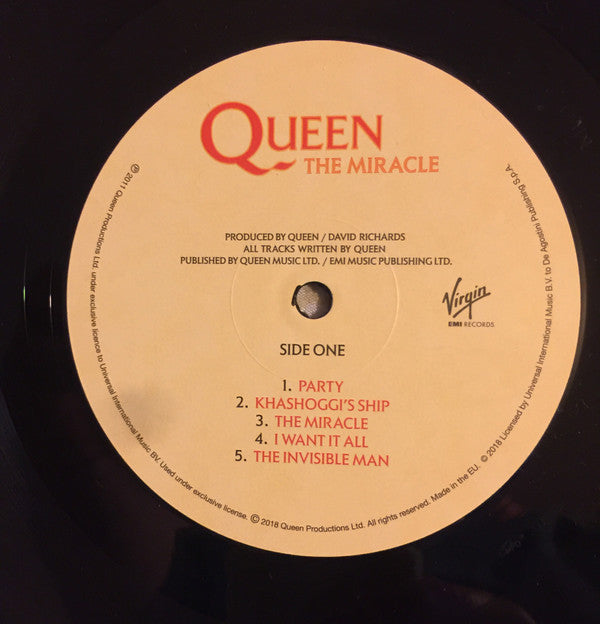 QUEEN
THE MIRACLE
PRODUCED BY QUEEN / DAVID RICHARDS
ALL TRACKS WRITTEN BY QUEEN
PUBLISHED BY QUEEN MUSIC LTD. / EMI MUSIC PUBLISHING LTD.
Virgin
EMI RECORDS
SIDE ONE
1. PARTY
2. KHASHOGGI'S SHIP
3. THE MIRACLE
4. I WANT IT ALL
5. THE INVISIBLE MAN
℗ 2011 Queen Productions Ltd. under exclusive licence to Universal International Music BV. Used under exclusive license. © 2018 Queen Productions Ltd. All rights reserved. Made in the EU. © 2018 Licensed by Universal International Music B.V. to De Agostini Publishing S.p.A.